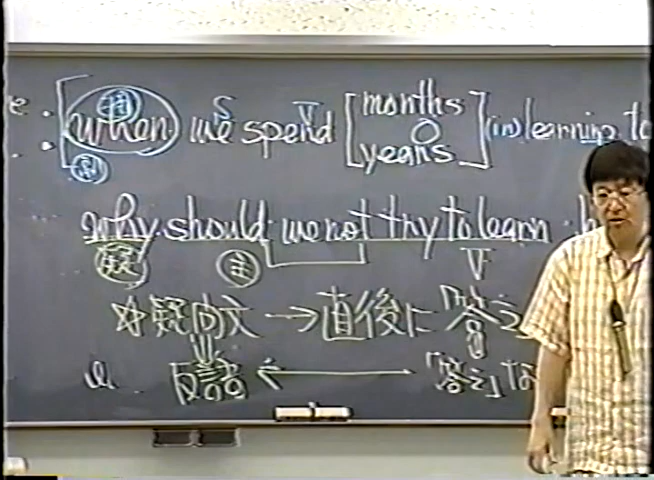 e. when we spend [months years] (in) learning to
S V O
why should we not try to learn
疑 主 V
☆疑問文 → 直後に「答え
反語 ← → 「答え」な